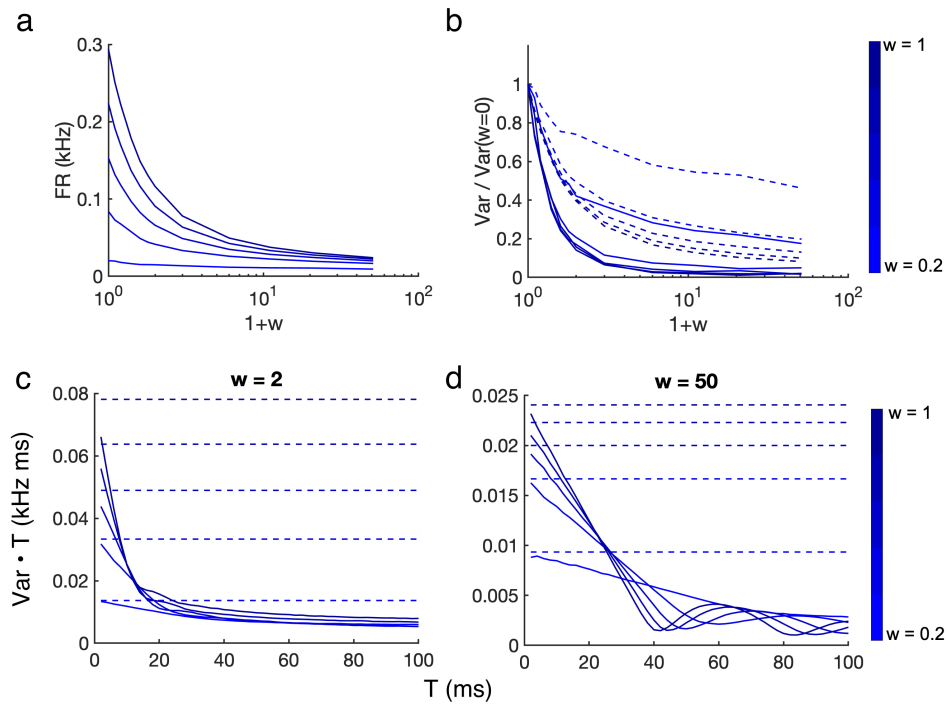 a
FR (kHz)
0.3
0.2
0.1
0
10^0
10^1
10^2
1+w
b
Var / Var(w=0)
1
0.8
0.6
0.4
0.2
0
10^0
10^1
10^2
1+w
w = 1
w = 0.2
c
w = 2
Var • T (kHz ms)
0.08
0.06
0.04
0.02
0
0
20
40
60
80
100
d
w = 50
0.025
0.02
0.015
0.01
0.005
0
0
20
40
60
80
100
w = 1
w = 0.2
T (ms)